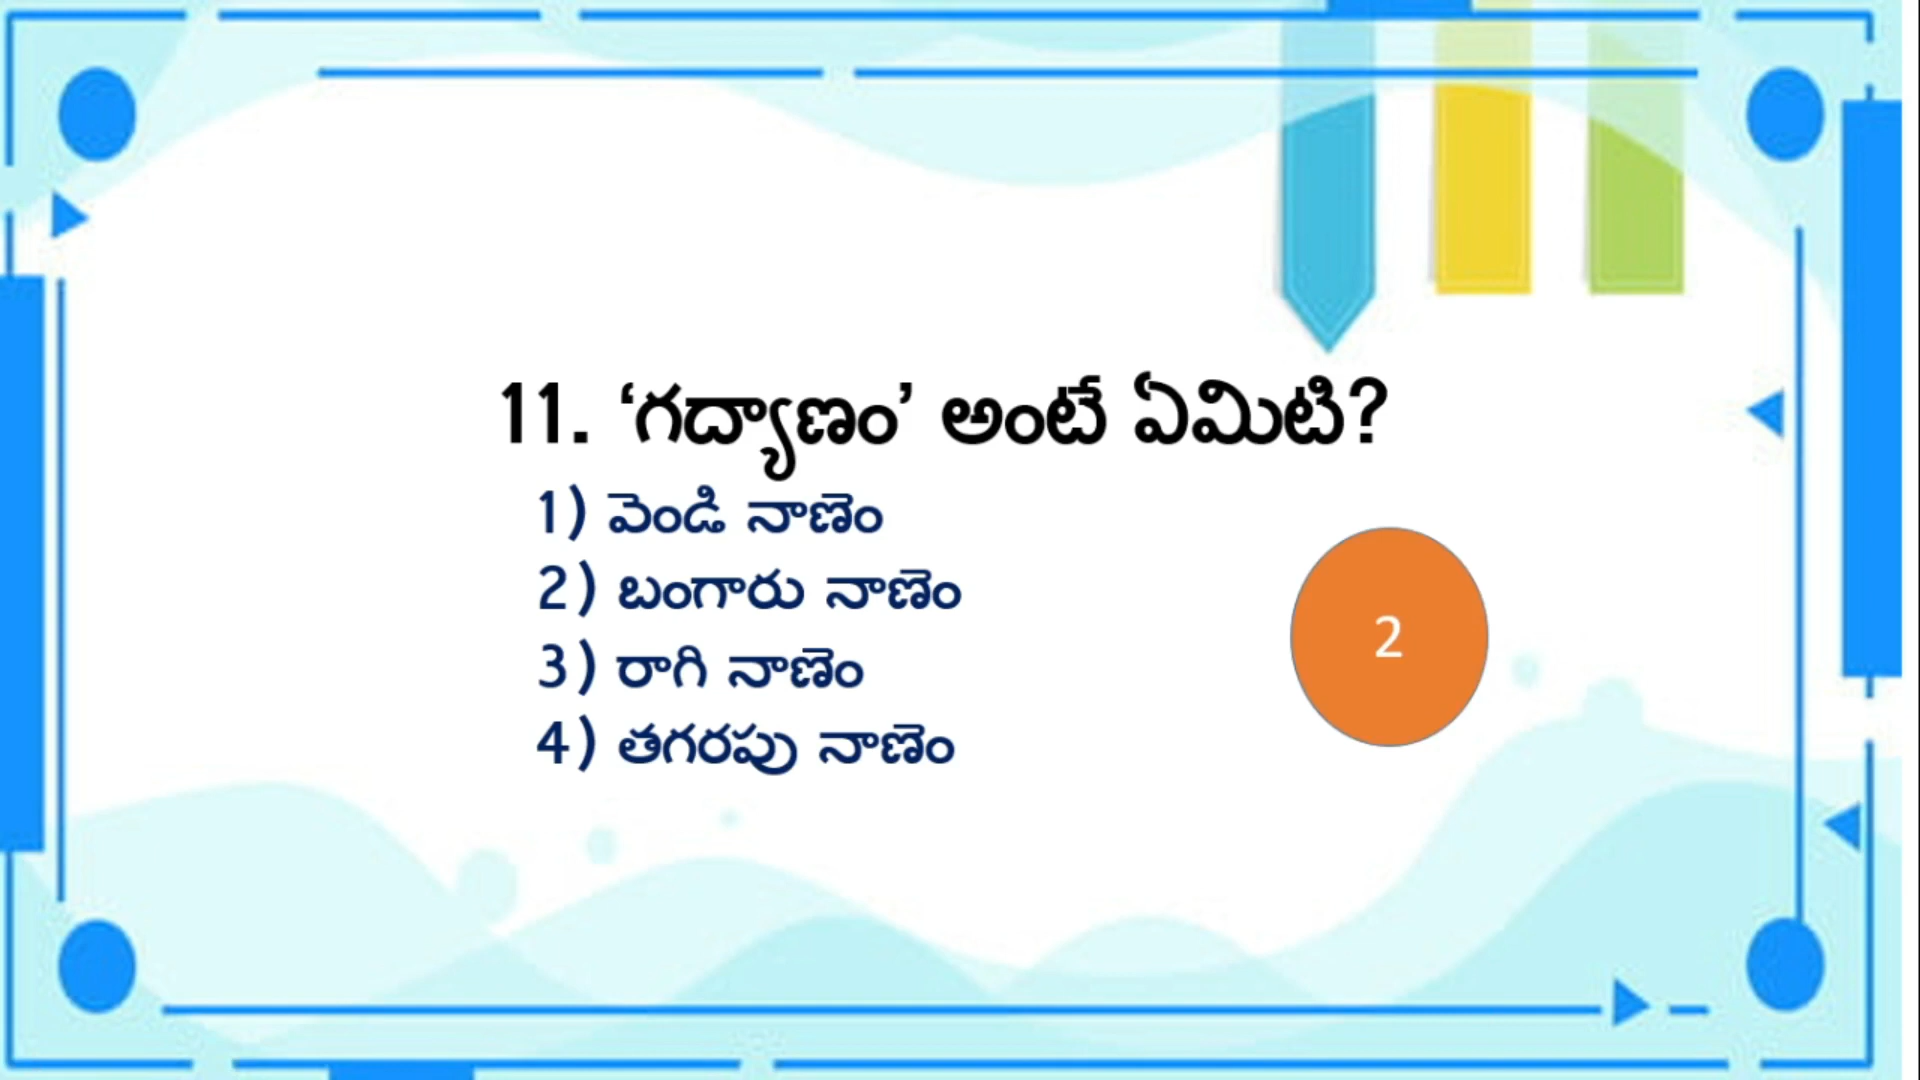 11. ‘గద్యాణం’ అంటే ఏమిటి?
1) వెండి నాణెం
2) బంగారు నాణెం
3) రాగి నాణెం
4) తగరపు నాణెం
2